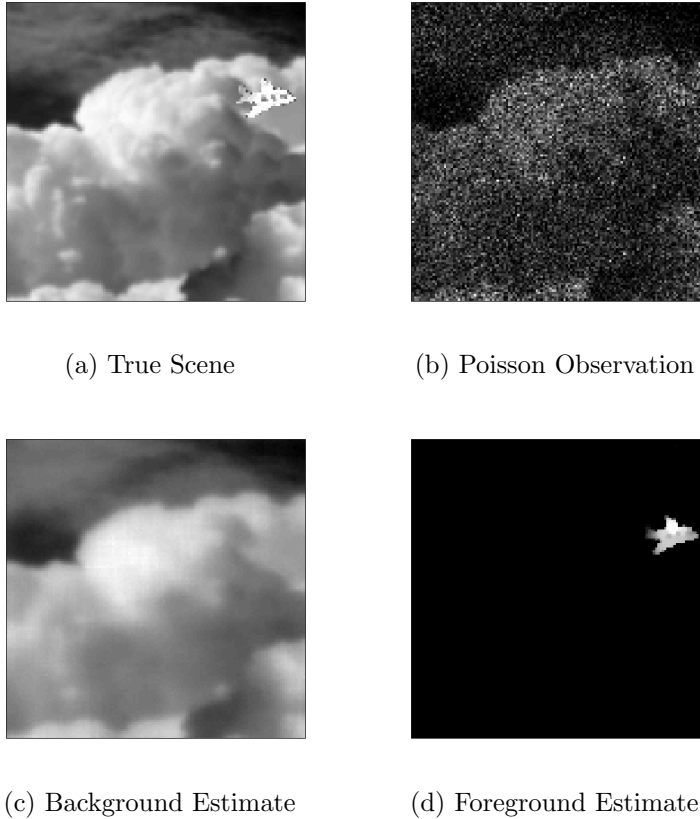 (a) True Scene
(b) Poisson Observation
(c) Background Estimate
(d) Foreground Estimate